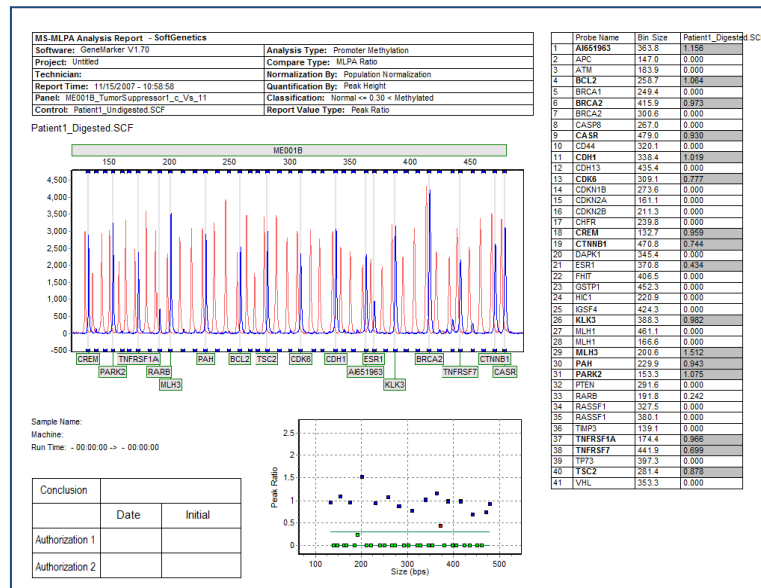 MS-MLPA Analysis Report - SoftGenetics
Software: GeneMarker V1.70 Analysis Type: Promoter Methylation
Project: Untitled Compare Type: MLPA Ratio
Technician: Normalization By: Population Normalization
Report Time: 11/15/2007 - 10:58:58 Quantification By: Peak Height
Panel: ME001B_TumorSuppressor1_c_Vs_11 Classification: Normal <= 0.30 < Methylated
Control: Patient1_Undigested.SCF Report Value Type: Peak Ratio
Patient1_Digested.SCF
ME001B
150 200 250 300 350 400 450
4,500
4,000
3,500
3,000
2,500
2,000
1,500
1,000
500
0
-500
CREM TNFRSF1A PAH BCL2 TSC2 CDK6 CDH1 ESR1 BRCA2 CTNNB1
PARK2 RARB AI651963 TNFRSF7 CASR
MLH3 KLK3
Sample Name:
Machine:
Run Time: - 00:00:00 -> - 00:00:00
Conclusion
Date Initial
Authorization 1
Authorization 2
Peak Ratio
2.5
2
1.5
1
0.5
0
100 200 300 400 500
Size (bps)
Probe Name Bin Size Patient1_Digested.SCF
1 AI651963 363.8 1.156
2 APC 147.0 0.000
3 ATM 183.9 0.000
4 BCL2 258.7 1.064
5 BRCA1 249.4 0.000
6 BRCA2 415.9 0.973
7 BRCA2 300.6 0.000
8 CASP8 267.0 0.000
9 CASR 479.0 0.930
10 CD44 320.1 0.000
11 CDH1 338.4 1.019
12 CDH13 435.4 0.000
13 CDK6 309.1 0.777
14 CDKN1B 273.6 0.000
15 CDKN2A 161.1 0.000
16 CDKN2B 211.3 0.000
17 CHFR 239.8 0.000
18 CREM 132.7 0.959
19 CTNNB1 470.8 0.744
20 DAPK1 345.4 0.000
21 ESR1 370.8 0.434
22 FHIT 406.5 0.000
23 GSTP1 452.3 0.000
24 HIC1 220.9 0.000
25 IGSF4 424.3 0.000
26 KLK3 388.3 0.982
27 MLH1 461.1 0.000
28 MLH1 166.6 0.000
29 MLH3 200.6 1.512
30 PAH 229.9 0.943
31 PARK2 153.3 1.075
32 PTEN 291.6 0.000
33 RARB 191.8 0.242
34 RASSF1 327.5 0.000
35 RASSF1 380.1 0.000
36 TIMP3 139.1 0.000
37 TNFRSF1A 174.4 0.966
38 TNFRSF7 441.9 0.699
39 TP73 397.3 0.000
40 TSC2 281.4 0.878
41 VHL 353.3 0.000